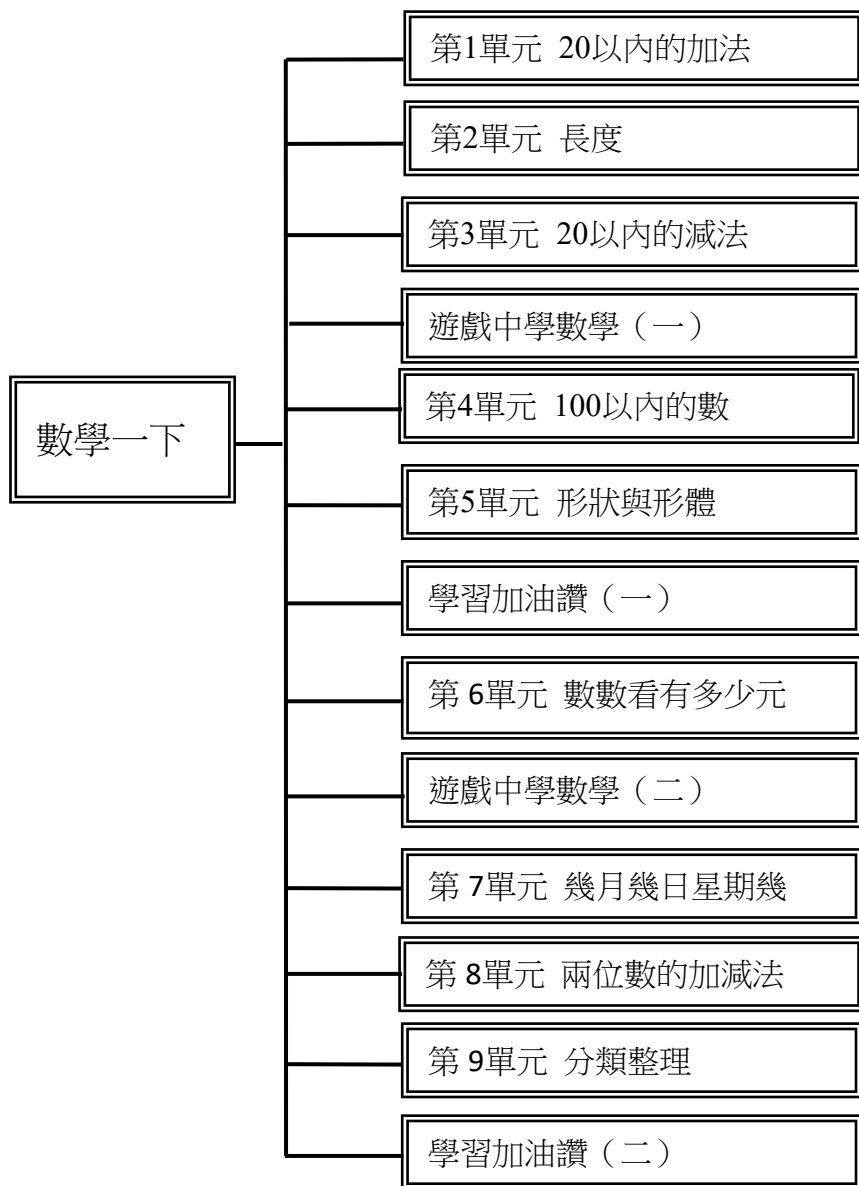 數學一下
第1單元 20以內的加法
第2單元 長度
第3單元 20以內的減法
遊戲中學數學（一）
第4單元 100以內的數
第5單元 形狀與形體
學習加油讚（一）
第 6單元 數數看有多少元
遊戲中學數學（二）
第 7單元 幾月幾日星期幾
第 8單元 兩位數的加減法
第 9單元 分類整理
學習加油讚（二）